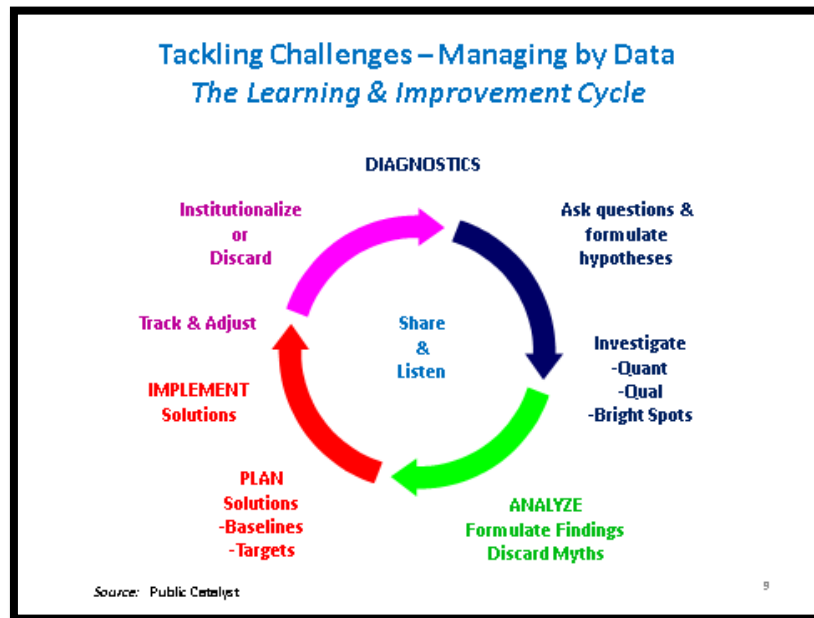 Tackling Challenges – Managing by Data
The Learning & Improvement Cycle
DIAGNOSTICS
Ask questions &
formulate
hypotheses
Investigate
-Quant
-Qual
-Bright Spots
ANALYZE
Formulate Findings
Discard Myths
PLAN
Solutions
-Baselines
-Targets
IMPLEMENT
Solutions
Track & Adjust
Institutionalize
or
Discard
Share
&
Listen
Source: Public Catalyst
9